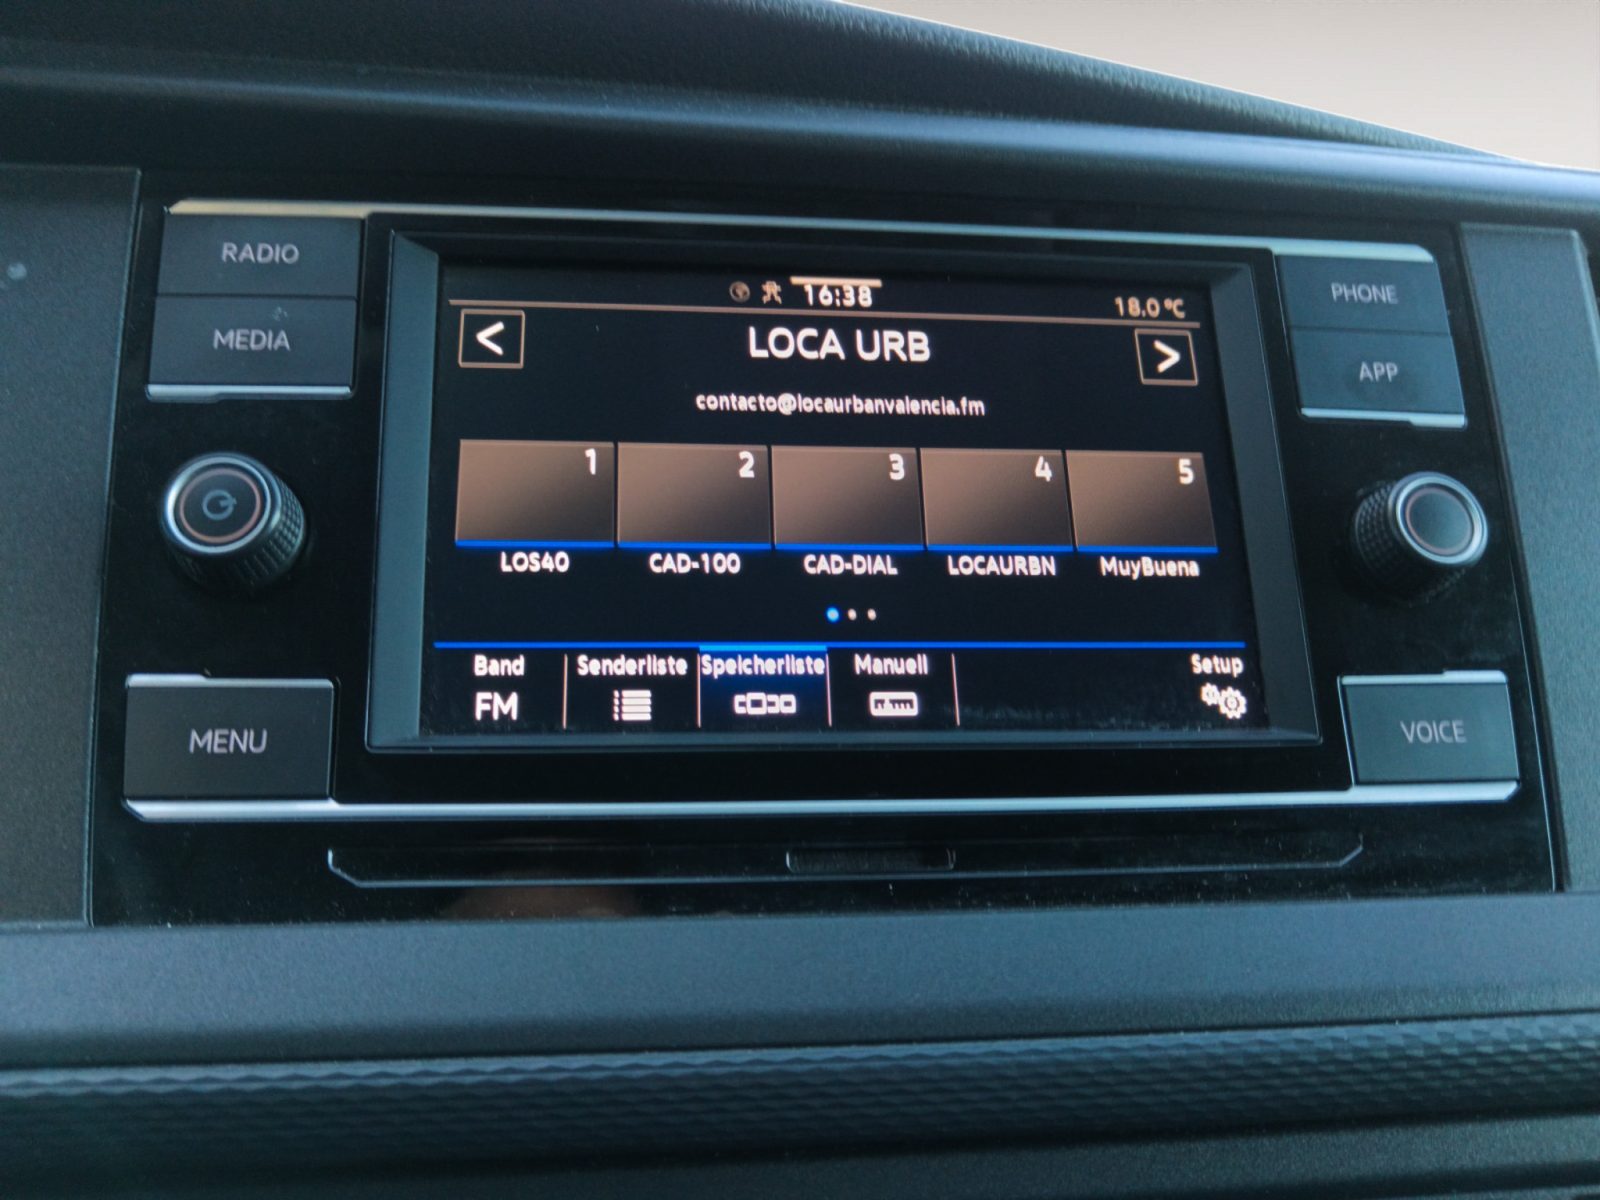 RADIO
MEDIA
MENU
16:38
18.0 °C
<
LOCA URB
>
contacto@locaurbanvalencia.fm
1 2 3 4 5
LOS40 CAD-100 CAD-DIAL LOCAURBN MuyBuena
Band Senderliste Speicherliste Manuell Setup
FM
PHONE
APP
VOICE